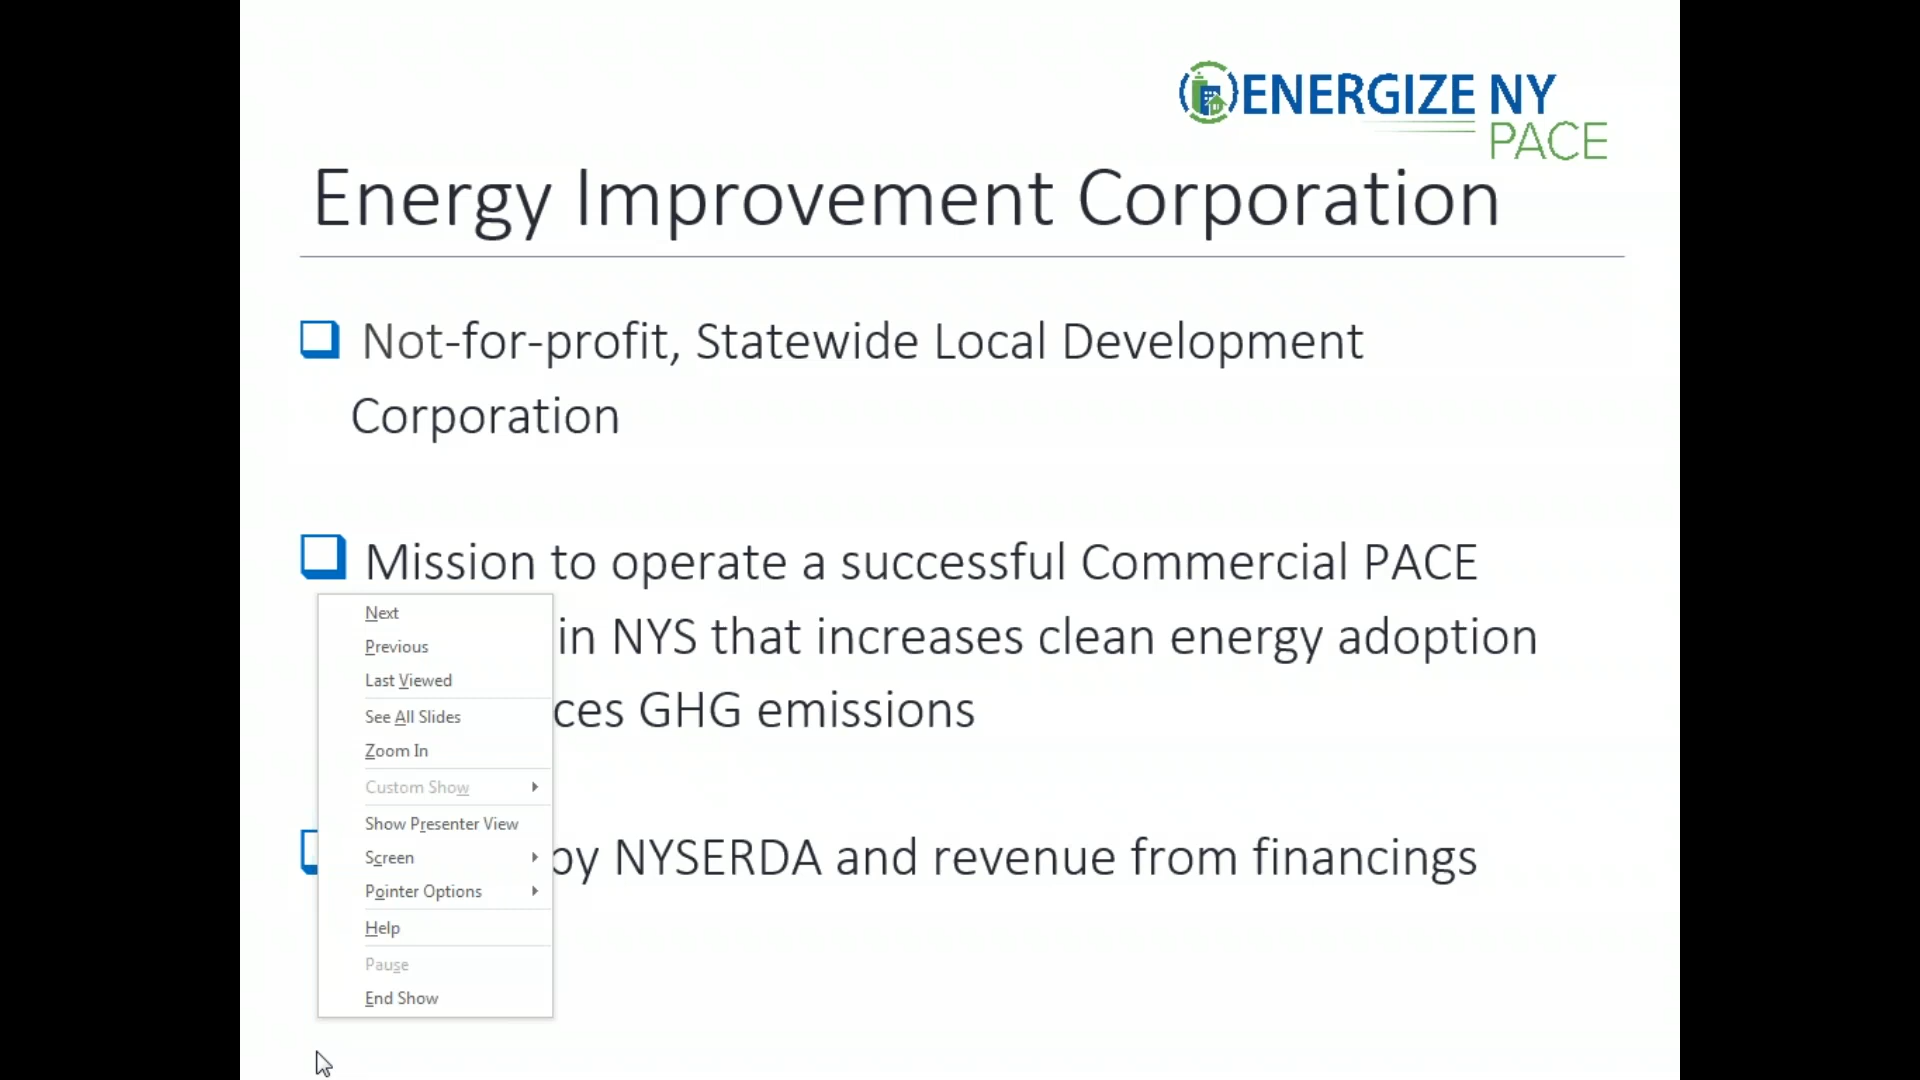 ENERGIZE NY
PACE
Energy Improvement Corporation
Not-for-profit, Statewide Local Development
Corporation
Mission to operate a successful Commercial PACE
in NYS that increases clean energy adoption
ces GHG emissions
by NYSERDA and revenue from financings
Next
Previous
Last Viewed
See All Slides
Zoom In
Custom Show
Show Presenter View
Screen
Pointer Options
Help
Pause
End Show